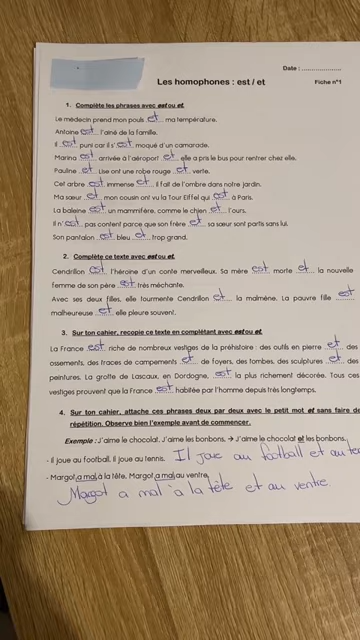 Date : ....................
Les homophones : est / et
Fiche n°1
1. Complète les phrases avec est ou et.
Le médecin prend mon pouls et ma température.
Antoine est l'aîné de la famille.
Il est puni car il s' est moqué d'un camarade.
Marina est arrivée à l'aéroport et elle a pris le bus pour rentrer chez elle.
Pauline et Lise ont une robe rouge et verte.
Cet arbre est immense et il fait de l'ombre dans notre jardin.
Ma sœur et mon cousin ont vu la Tour Eiffel qui est à Paris.
La baleine est un mammifère, comme le chien et l'ours.
Il n' est pas content parce que son frère et sa sœur sont partis sans lui.
Son pantalon est bleu et trop grand.
2. Complète ce texte avec est ou et.
Cendrillon est l'héroïne d'un conte merveilleux. Sa mère est morte et la nouvelle
femme de son père est très méchante.
Avec ses deux filles, elle tourmente Cendrillon et la malmène. La pauvre fille est
malheureuse et elle pleure souvent.
3. Sur ton cahier, recopie ce texte en complétant avec est ou et.
La France est riche de nombreux vestiges de la préhistoire : des outils en pierre et des
ossements, des traces de campements et de foyers, des tombes, des sculptures et des
peintures. La grotte de Lascaux, en Dordogne, est la plus richement décorée. Tous ces
vestiges prouvent que la France est habitée par l'homme depuis très longtemps.
4. Sur ton cahier, attache ces phrases deux par deux avec le petit mot et sans faire de
répétition. Observe bien l'exemple avant de commencer.
Exemple : J'aime le chocolat. J'aime les bonbons. → J'aime le chocolat et les bonbons.
- Il joue au football. Il joue au tennis. Il joue au football et au
- Margot a mal à la tête. Margot a mal au ventre.
Margot a mal à la tête et au ventre.